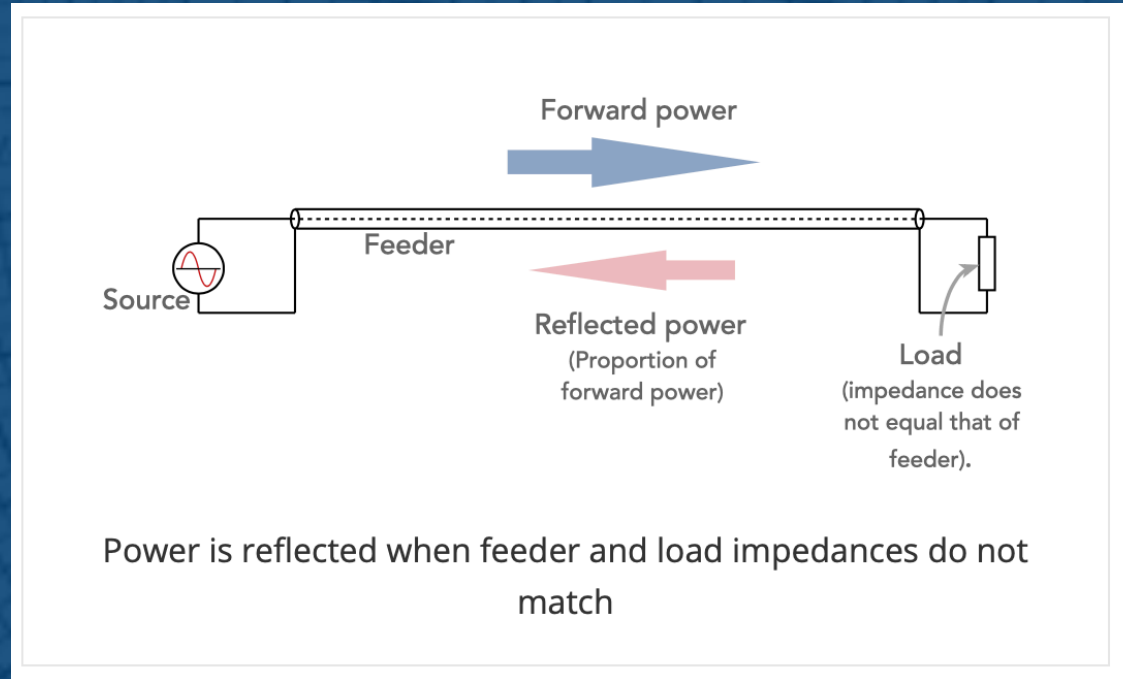 Forward power
Feeder
Source
Reflected power
(Proportion of
forward power)
Load
(impedance does
not equal that of
feeder).
Power is reflected when feeder and load impedances do not
match